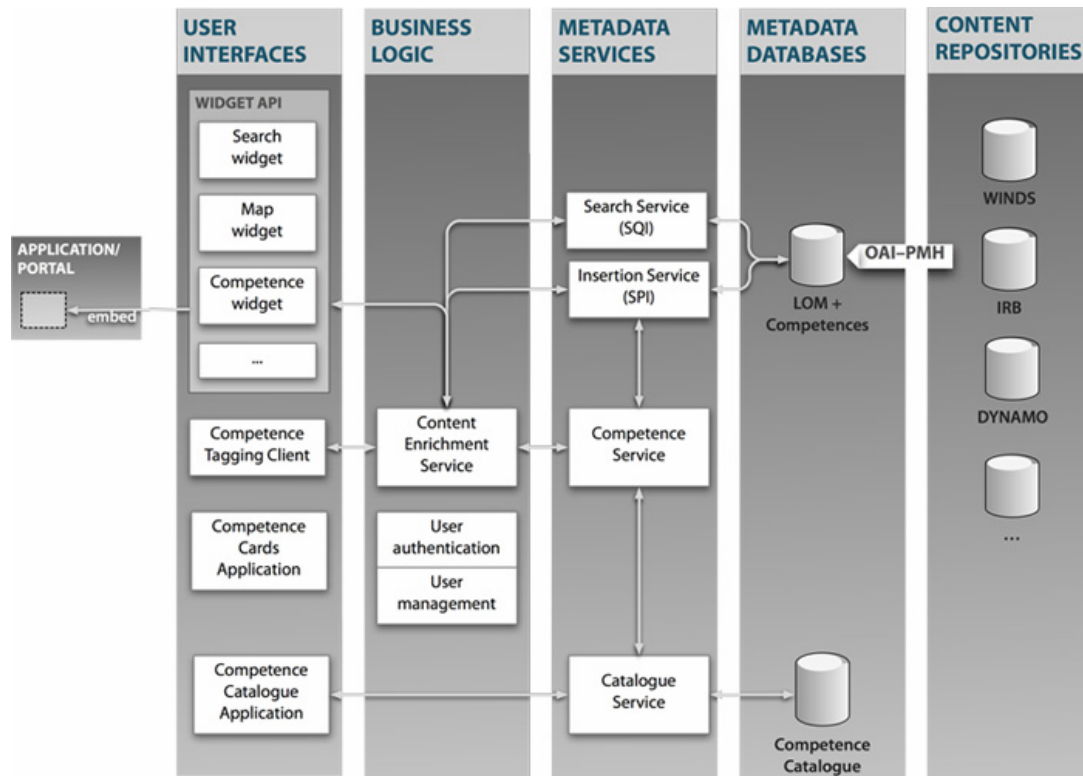 USER
INTERFACES
BUSINESS
LOGIC
METADATA
SERVICES
METADATA
DATABASES
CONTENT
REPOSITORIES
WIDGET API
Search
widget
Map
widget
Competence
widget
...
APPLICATION/
PORTAL
embed
Competence
Tagging Client
Competence
Cards
Application
Competence
Catalogue
Application
Content
Enrichment
Service
User
authentication
User
management
Search Service
(SQI)
Insertion Service
(SPI)
Competence
Service
Catalogue
Service
LOM +
Competences
OAI–PMH
Competence
Catalogue
WINDS
IRB
DYNAMO
...